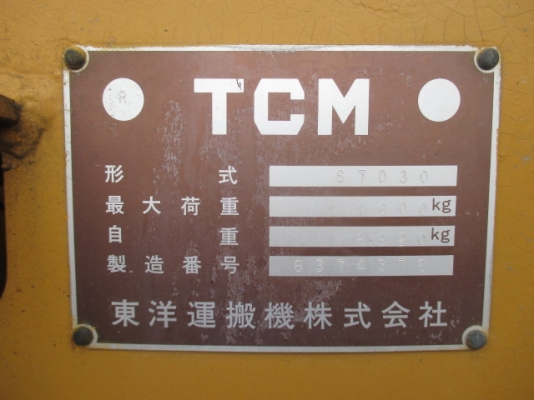 R TCM
形式 STD30
最大荷重 kg
自重 kg
製造番号
東洋運搬機株式会社